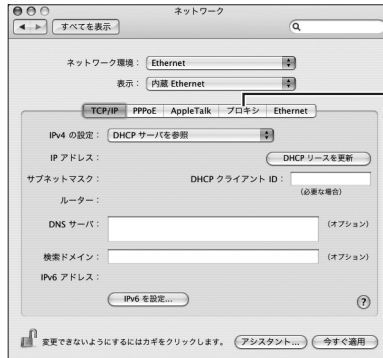 ネットワーク
すべてを表示
ネットワーク環境： Ethernet
表示： 内蔵 Ethernet
TCP/IP PPPoE AppleTalk プロキシ Ethernet
IPv4 の設定： DHCP サーバを参照
IP アドレス： DHCP リースを更新
サブネットマスク： DHCP クライアント ID：
(必要な場合)
ルーター：
DNS サーバ： (オプション)
検索ドメイン： (オプション)
IPv6 アドレス：
IPv6 を設定... ?
変更できないようにするにはカギをクリックします。 アシスタント... 今すぐ適用